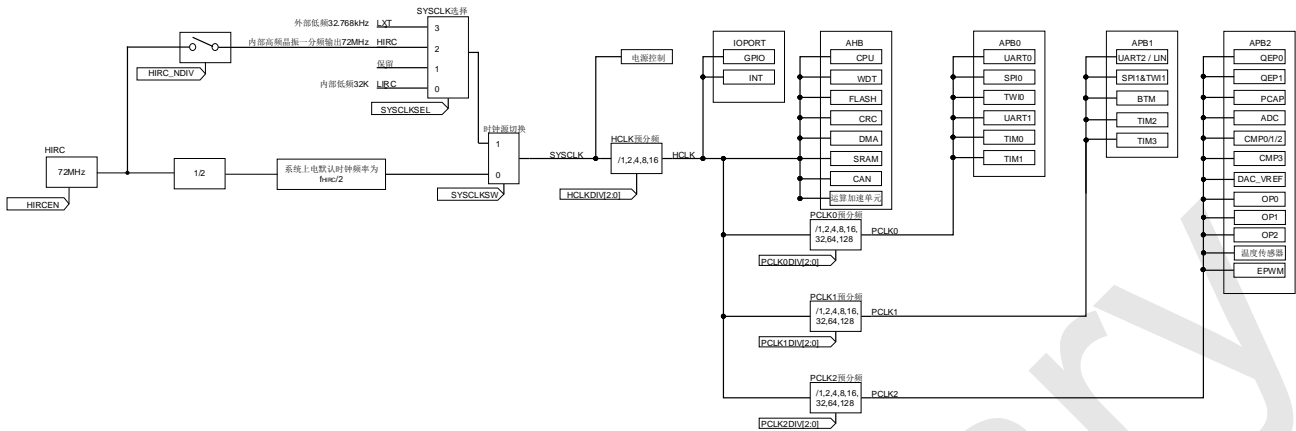 SYSCLK选择
外部低频32.768kHz LXT
3
内部高频晶振一分频输出72MHz HIRC
2
保留
1
内部低频32K LIRC
0
HIRC_NDIV
SYSCLKSEL
HIRC
72MHz
HIRCEN
1/2
系统上电默认时钟频率为
fHIRC/2
时钟源切换
1
0
SYSCLKSW
SYSCLK
电源控制
HCLK预分频
/1,2,4,8,16
HCLKDIV[2:0]
HCLK
IOPORT
GPIO
INT
AHB
CPU
WDT
FLASH
CRC
DMA
SRAM
CAN
运算加速单元
PCLK0预分频
/1,2,4,8,16,
32,64,128
PCLK0DIV[2:0]
PCLK0
PCLK1预分频
/1,2,4,8,16,
32,64,128
PCLK1DIV[2:0]
PCLK1
PCLK2预分频
/1,2,4,8,16,
32,64,128
PCLK2DIV[2:0]
PCLK2
APB0
UART0
SPI0
TWI0
UART1
TIM0
TIM1
APB1
UART2 / LIN
SPI1&TWI1
BTM
TIM2
TIM3
APB2
QEP0
QEP1
PCAP
ADC
CMP0/1/2
CMP3
DAC_VREF
OP0
OP1
OP2
温度传感器
EPWM